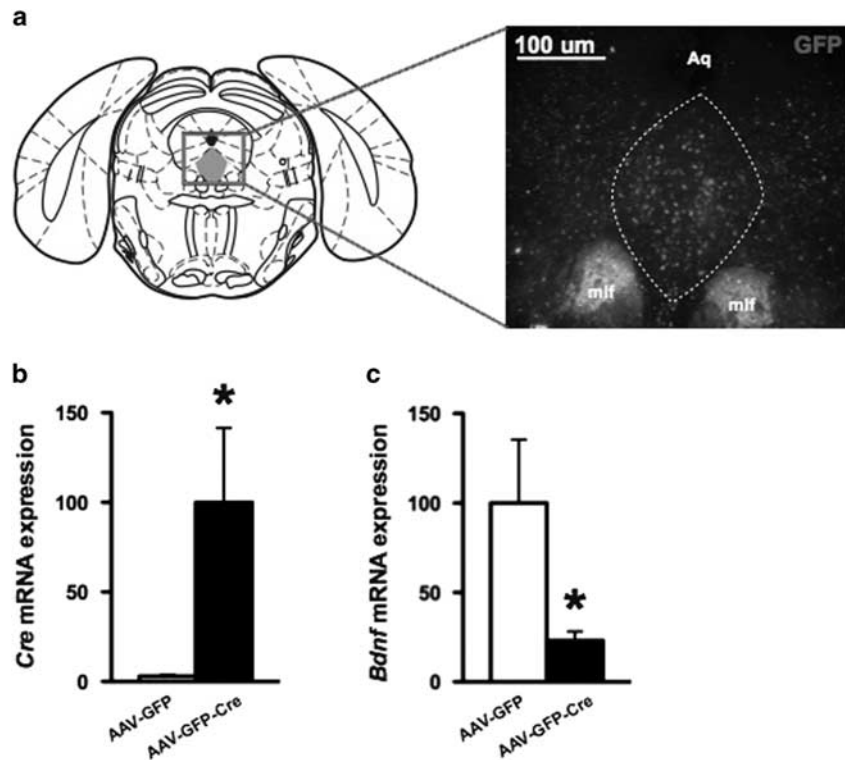 a
100 um
GFP
Aq
mlf
mlf
b
c
Cre mRNA expression
150
100
50
0
*
AAV-GFP
AAV-GFP-Cre
Bdnf mRNA expression
150
100
50
0
*
AAV-GFP
AAV-GFP-Cre